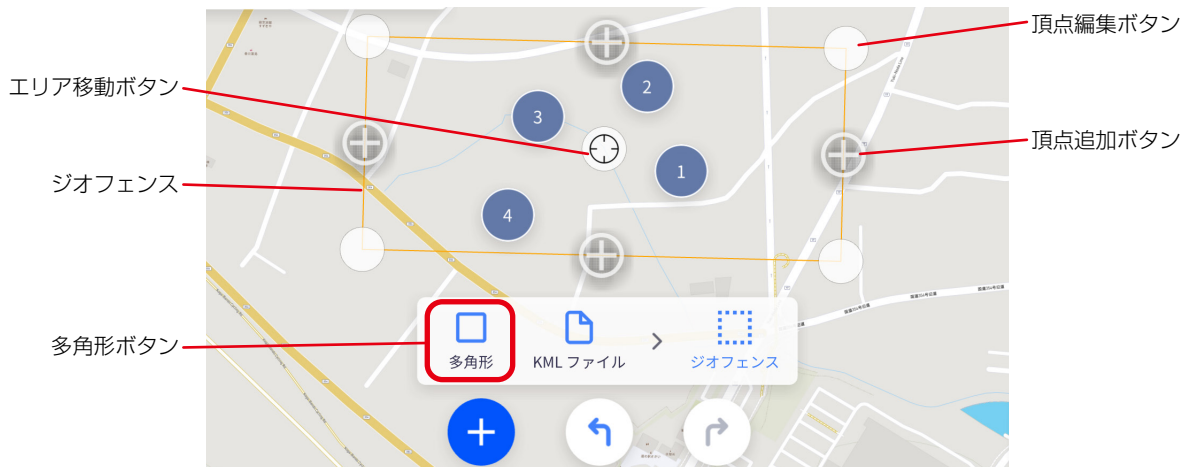 頂点編集ボタン
エリア移動ボタン
2
3
頂点追加ボタン
1
ジオフェンス
4
多角形ボタン
多角形
KML ファイル
ジオフェンス